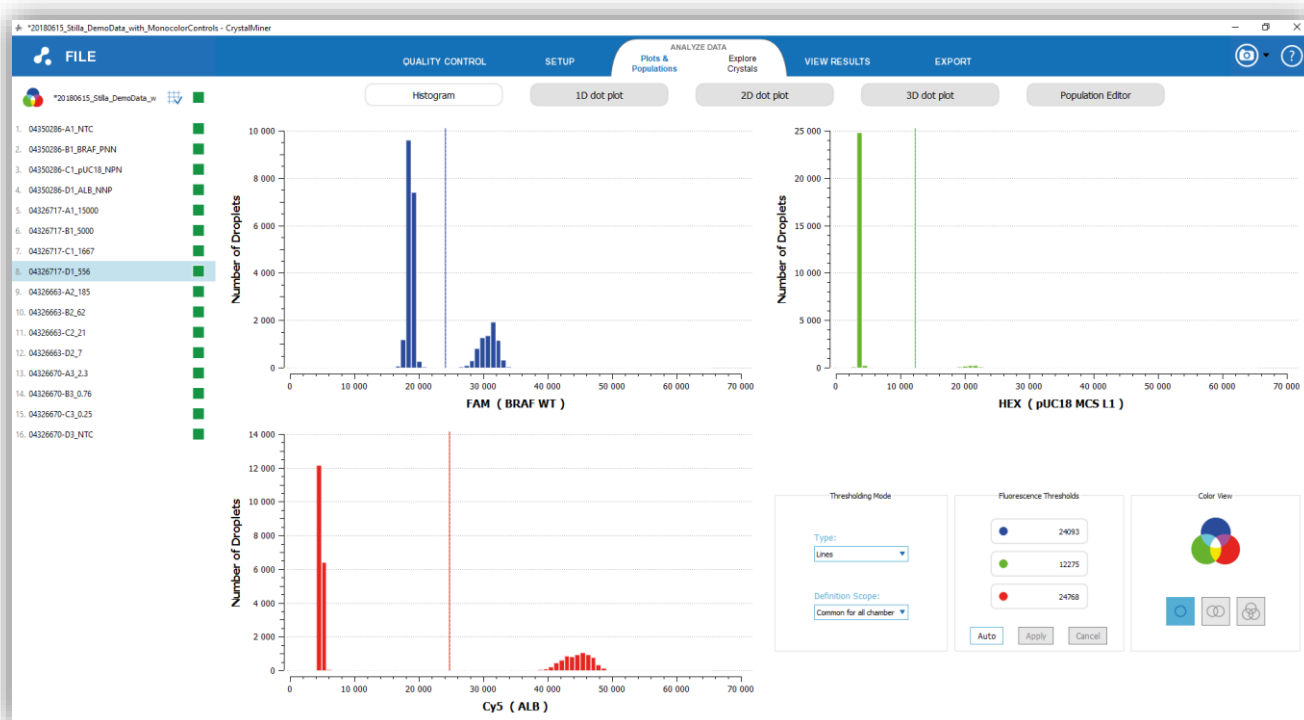 *20180615_Stilla_DemoData_with_MonocolorControls - CrystalMiner
FILE
QUALITY CONTROL
SETUP
ANALYZE DATA
Plots & Populations
Explore Crystals
VIEW RESULTS
EXPORT
?
*20180615_Stilla_DemoData_w
Histogram
1D dot plot
2D dot plot
3D dot plot
Population Editor
1. 04350286-A1_NTC
2. 04350286-B1_BRAF_PNN
3. 04350286-C1_pUC18_NPN
4. 04350286-D1_ALB_NNP
5. 04326717-A1_15000
6. 04326717-B1_5000
7. 04326717-C1_1667
8. 04326717-D1_556
9. 04326663-A2_185
10. 04326663-B2_62
11. 04326663-C2_21
12. 04326663-D2_7
13. 04326670-A3_2.3
14. 04326670-B3_0.76
15. 04326670-C3_0.25
16. 04326670-D3_NTC
Number of Droplets
10 000
8 000
6 000
4 000
2 000
0
0 10 000 20 000 30 000 40 000 50 000 60 000 70 000
FAM ( BRAF WT )
Number of Droplets
25 000
20 000
15 000
10 000
5 000
0
0 10 000 20 000 30 000 40 000 50 000 60 000 70 000
HEX ( pUC18 MCS L1 )
Number of Droplets
14 000
12 000
10 000
8 000
6 000
4 000
2 000
0
0 10 000 20 000 30 000 40 000 50 000 60 000 70 000
Cy5 ( ALB )
Thresholding Mode
Type:
Lines
Definition Scope:
Common for all chamber
Fluorescence Thresholds
24093
12275
24768
Auto
Apply
Cancel
Color View